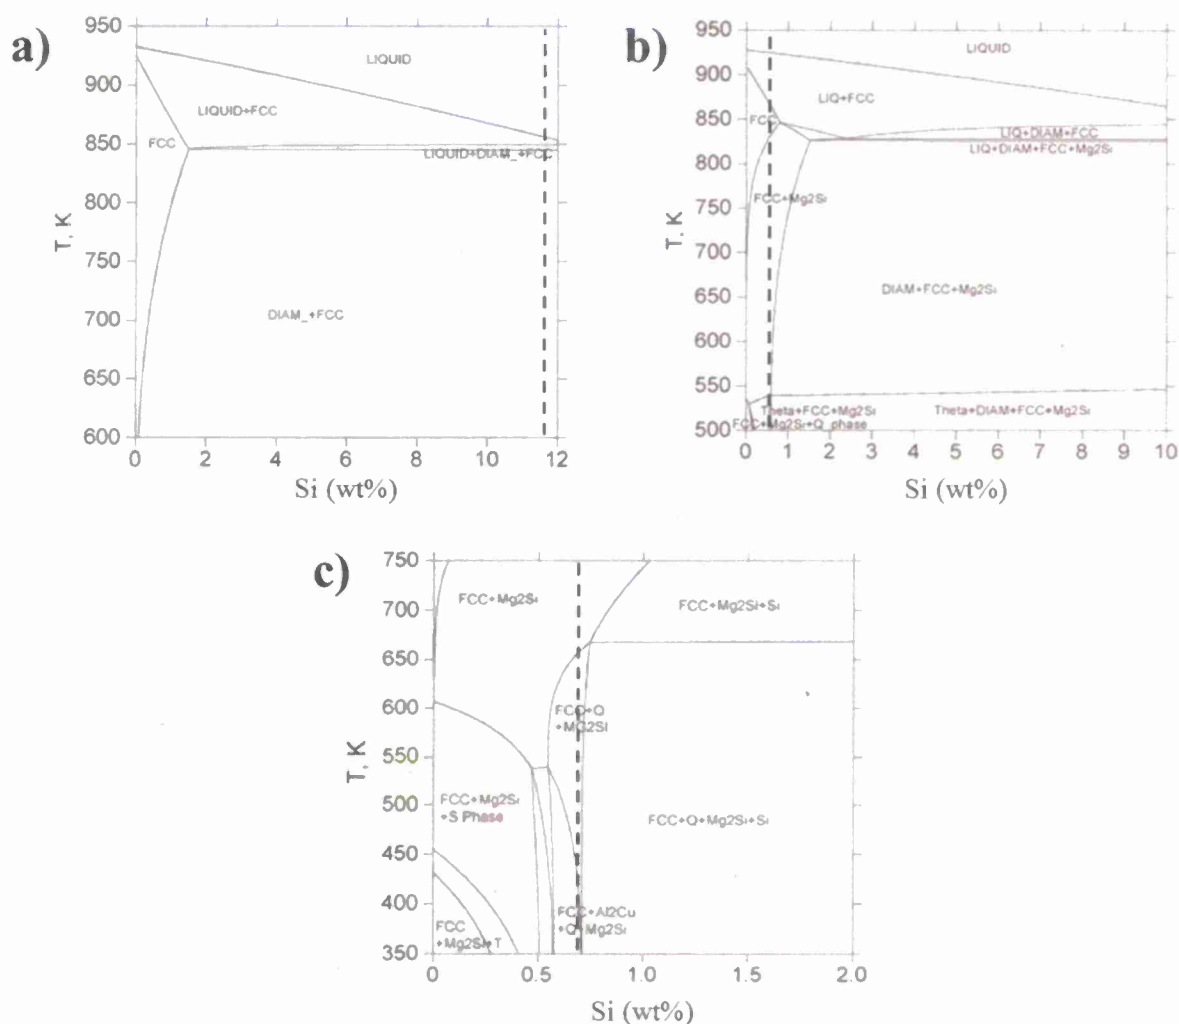 a)
950
900
850
800
750
700
650
600
T, K
LIQUID
LIQUID+FCC
FCC
LIQUID+DIAM_+FCC
DIAM_+FCC
0 2 4 6 8 10 12
Si (wt%)
b)
950
900
850
800
750
700
650
600
550
500
T, K
LIQUID
LIQ+FCC
FCC
LIQ+DIAM+FCC
LIQ+DIAM+FCC+Mg2Si
FCC+Mg2Si
DIAM+FCC+Mg2Si
Theta+FCC+Mg2Si
Theta+DIAM+FCC+Mg2Si
FCC+Mg2Si+Q_phase
0 1 2 3 4 5 6 7 8 9 10
Si (wt%)
c)
750
700
650
600
550
500
450
400
350
T, K
FCC+Mg2Si
FCC+Mg2Si+Si
FCC+Q
+MG2SI
FCC+Mg2Si
+S Phase
FCC+Q+Mg2Si+Si
FCC+Al2Cu
+Q+Mg2Si
FCC
+Mg2Si+T
0 0.5 1.0 1.5 2.0
Si (wt%)